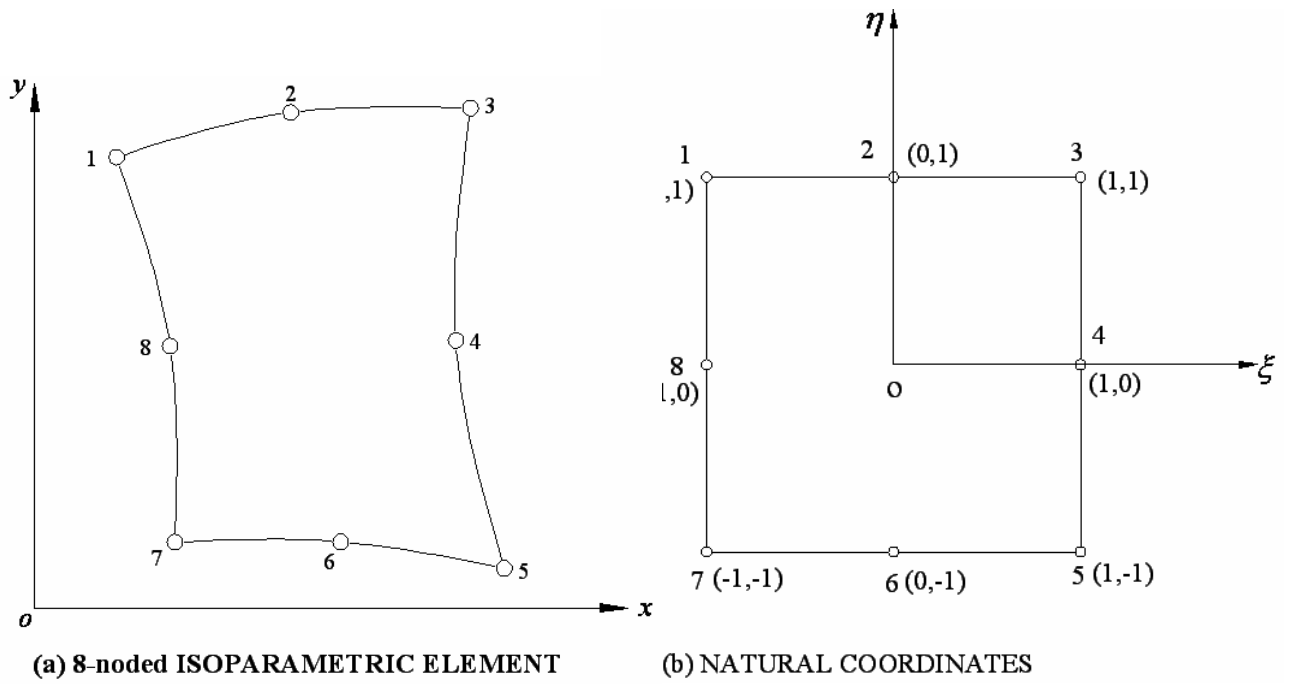 y
2
3
1
8
4
7
6
5
o
x
(a) 8-noded ISOPARAMETRIC ELEMENT
η
1
2
(0,1)
3
,1)
(1,1)
4
8
ξ
,0)
O
(1,0)
7 (-1,-1)
6 (0,-1)
5 (1,-1)
(b) NATURAL COORDINATES